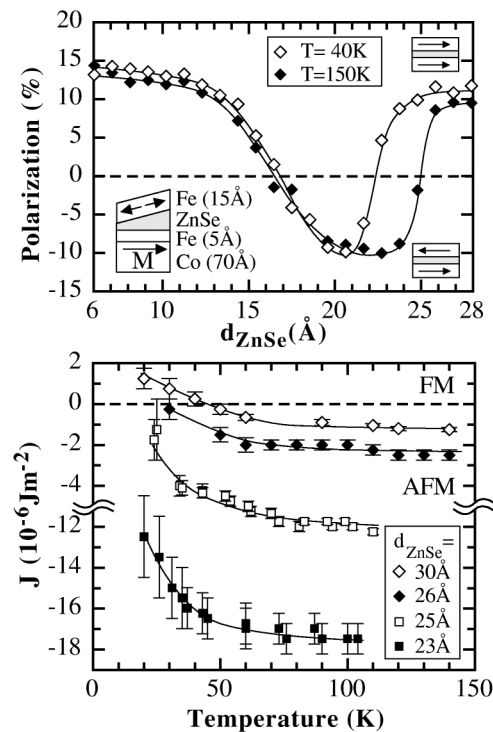 20
15
10
5
0
-5
-10
-15
Polarization (%)
T= 40K
T=150K
Fe (15Å)
ZnSe
Fe (5Å)
M
Co (70Å)
6
10
15
20
25
28
dZnSe(Å)
2
0
-2
-4
-12
-14
-16
-18
J (10-6Jm-2)
FM
AFM
dZnSe=
30Å
26Å
25Å
23Å
0
50
100
150
Temperature (K)